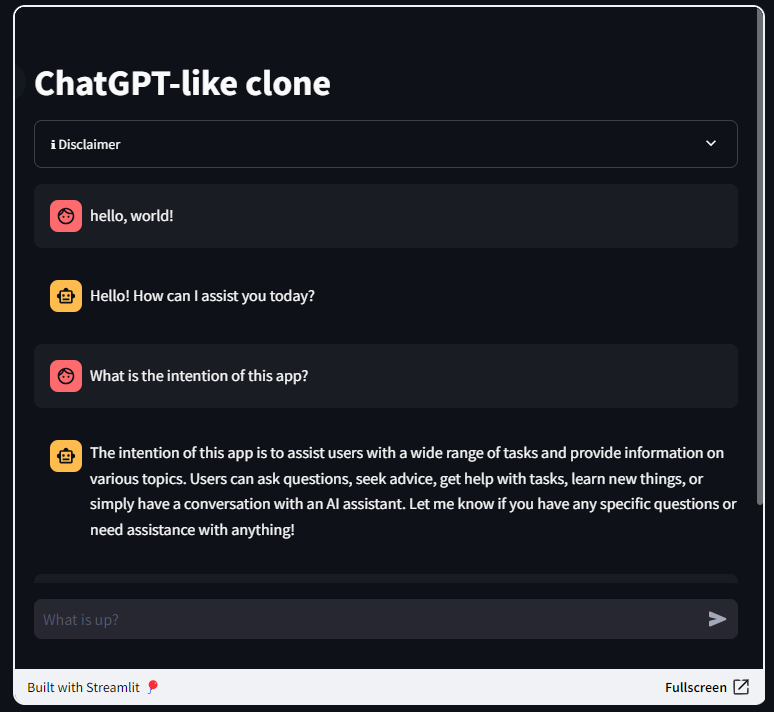 ChatGPT-like clone
ℹ Disclaimer
hello, world!
Hello! How can I assist you today?
What is the intention of this app?
The intention of this app is to assist users with a wide range of tasks and provide information on
various topics. Users can ask questions, seek advice, get help with tasks, learn new things, or
simply have a conversation with an AI assistant. Let me know if you have any specific questions or
need assistance with anything!
What is up?
Built with Streamlit 🎈
Fullscreen